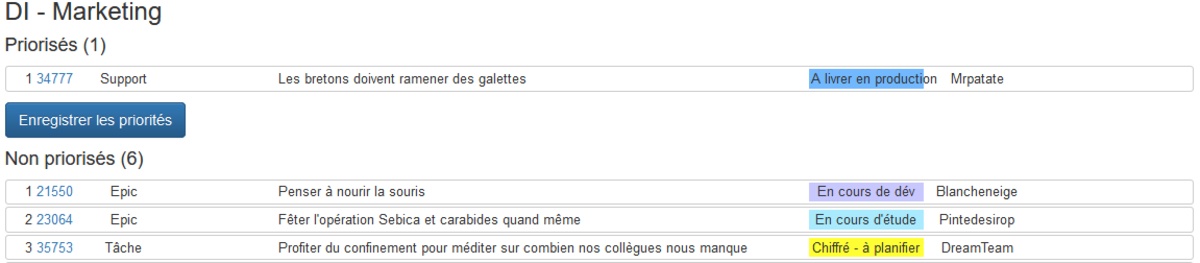 DI - Marketing
Priorisés (1)
1 34777 Support Les bretons doivent ramener des galettes A livrer en production Mrpatate
Enregistrer les priorités
Non priorisés (6)
1 21550 Epic Penser à nourir la souris En cours de dév Blancheneige
2 23064 Epic Fêter l'opération Sebica et carabides quand même En cours d'étude Pintedesirop
3 35753 Tâche Profiter du confinement pour méditer sur combien nos collègues nous manque Chiffré - à planifier DreamTeam